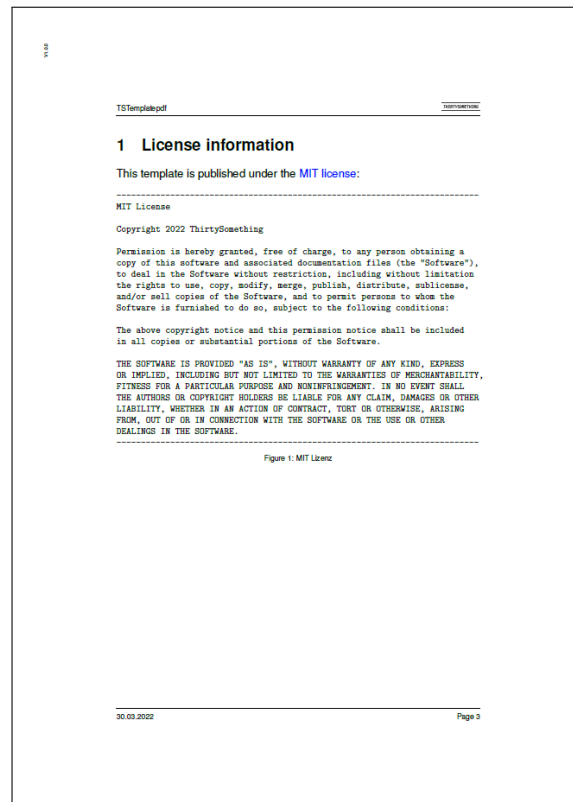 V1.0.0
TSTemplatepdf
THIRTYSOMETHING
1 License information
This template is published under the MIT license:
--------------------------------------------------------------------------
MIT License
Copyright 2022 ThirtySomething
Permission is hereby granted, free of charge, to any person obtaining a
copy of this software and associated documentation files (the "Software"),
to deal in the Software without restriction, including without limitation
the rights to use, copy, modify, merge, publish, distribute, sublicense,
and/or sell copies of the Software, and to permit persons to whom the
Software is furnished to do so, subject to the following conditions:
The above copyright notice and this permission notice shall be included
in all copies or substantial portions of the Software.
THE SOFTWARE IS PROVIDED "AS IS", WITHOUT WARRANTY OF ANY KIND, EXPRESS
OR IMPLIED, INCLUDING BUT NOT LIMITED TO THE WARRANTIES OF MERCHANTABILITY,
FITNESS FOR A PARTICULAR PURPOSE AND NONINFRINGEMENT. IN NO EVENT SHALL
THE AUTHORS OR COPYRIGHT HOLDERS BE LIABLE FOR ANY CLAIM, DAMAGES OR OTHER
LIABILITY, WHETHER IN AN ACTION OF CONTRACT, TORT OR OTHERWISE, ARISING
FROM, OUT OF OR IN CONNECTION WITH THE SOFTWARE OR THE USE OR OTHER
DEALINGS IN THE SOFTWARE.
--------------------------------------------------------------------------
Figure 1: MIT Lizenz
30.03.2022
Page 3